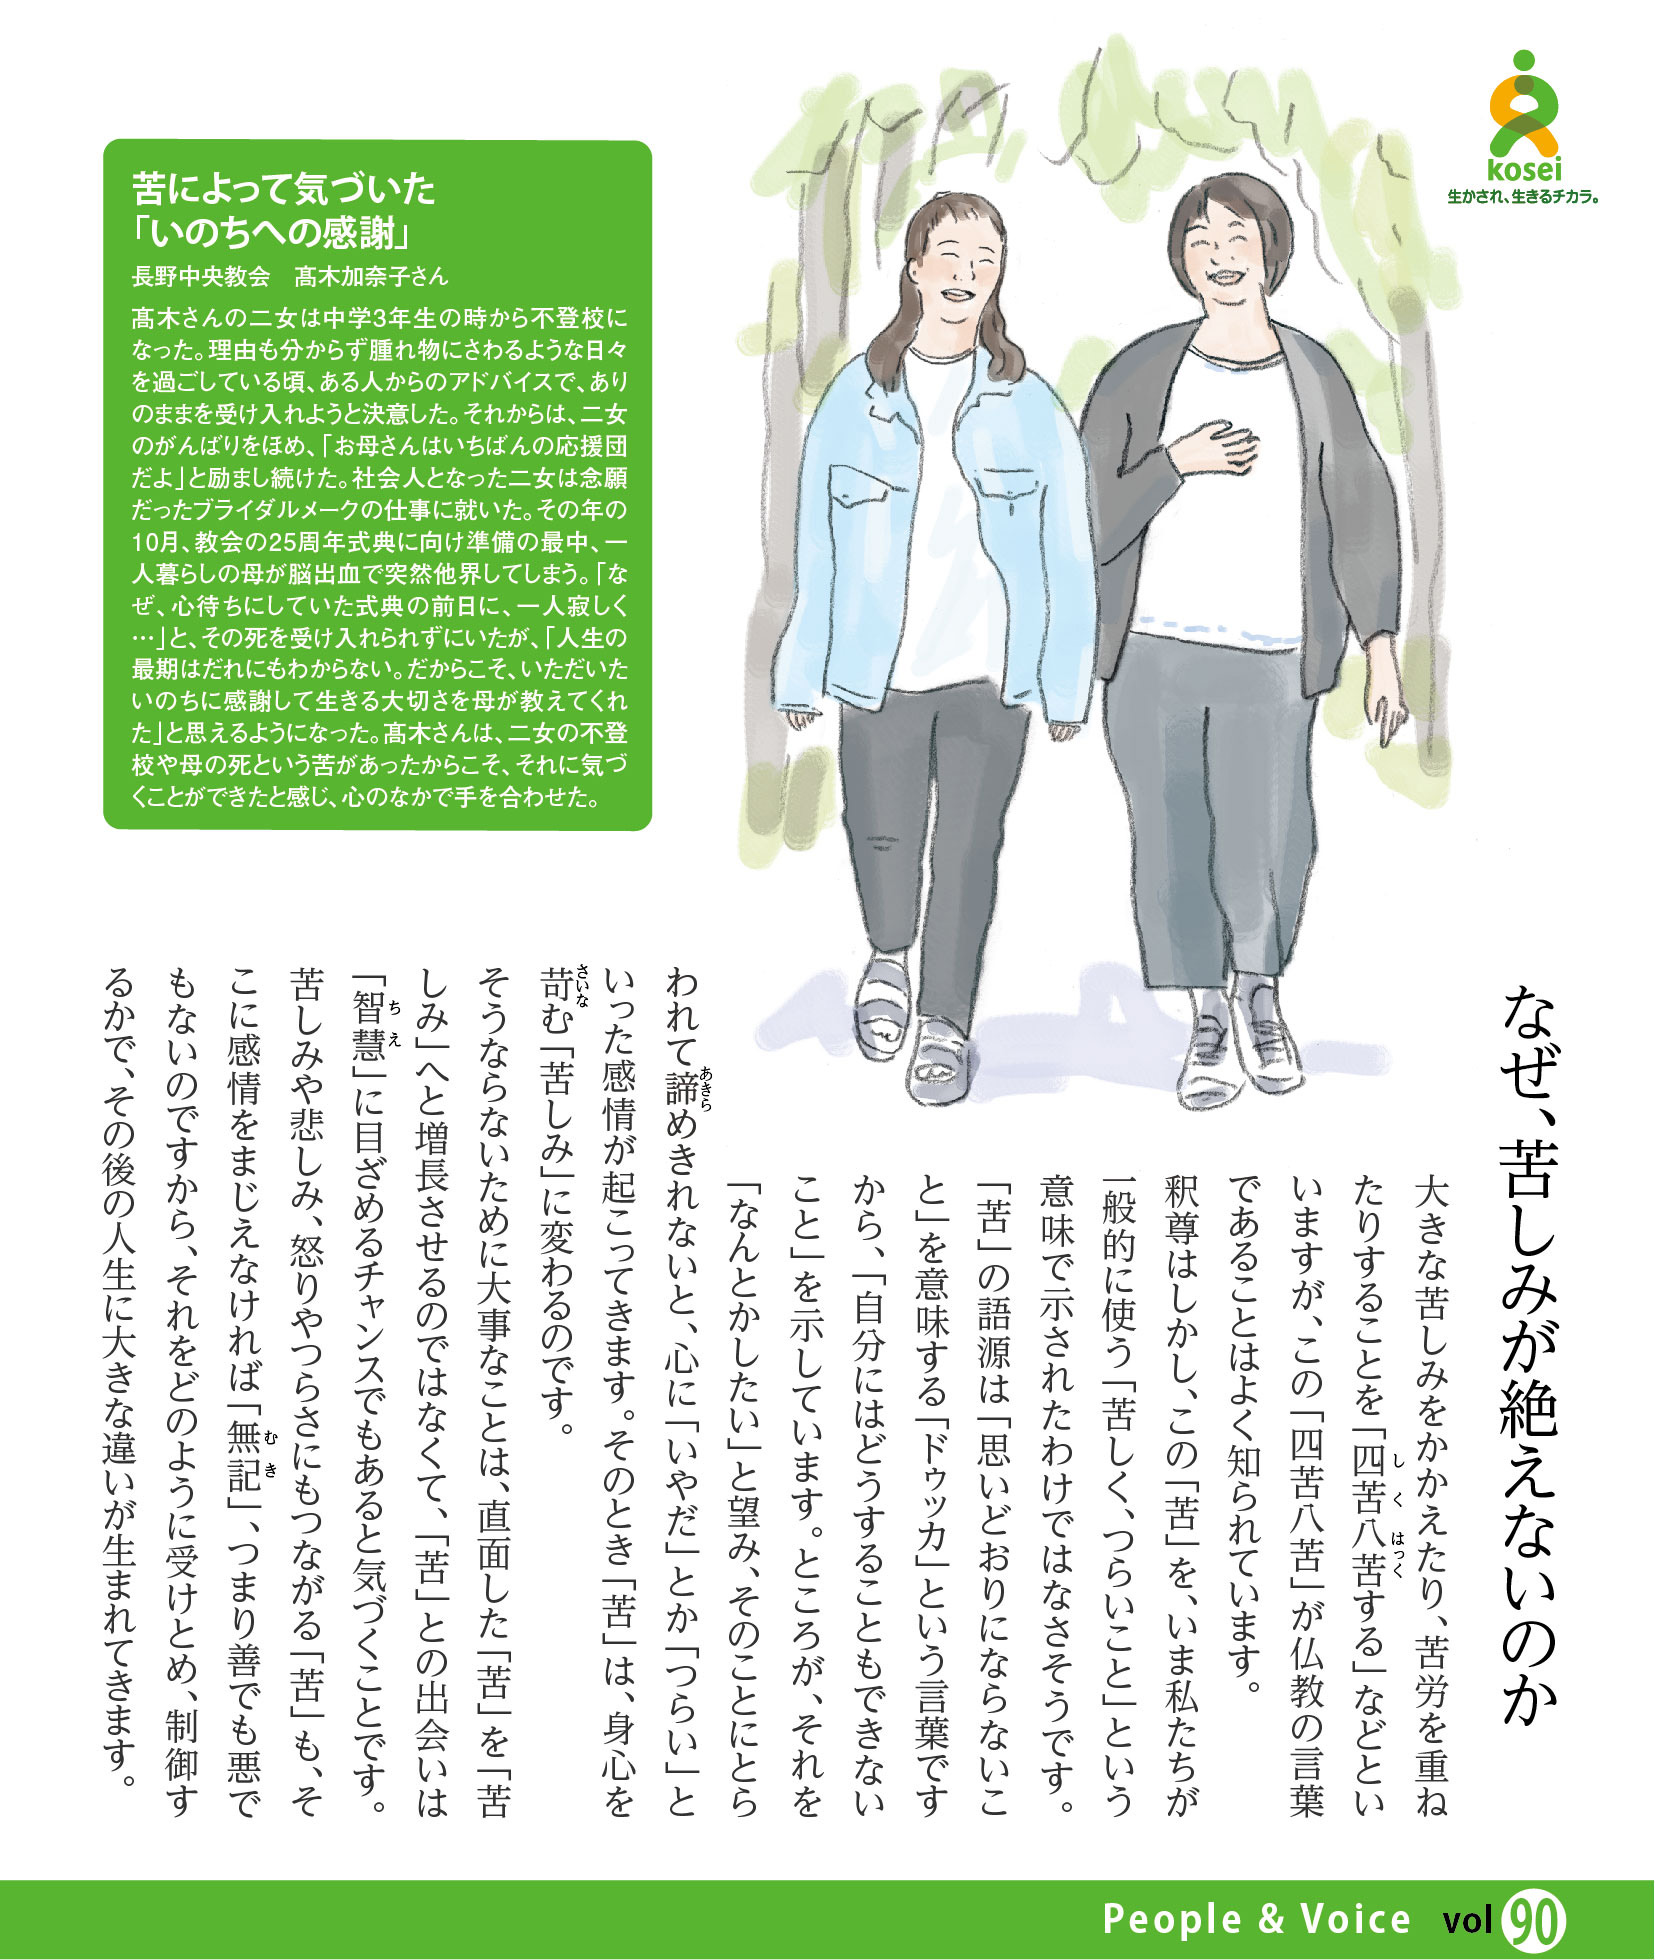 kosei
生かされ、生きるチカラ。
苦によって気づいた
「いのちへの感謝」
長野中央教会　髙木加奈子さん
髙木さんの二女は中学3年生の時から不登校に
なった。理由も分からず腫れ物にさわるような日々
を過ごしている頃、ある人からのアドバイスで、あり
のままを受け入れようと決意した。それからは、二女
のがんばりをほめ、「お母さんはいちばんの応援団
だよ」と励まし続けた。社会人となった二女は念願
だったブライダルメークの仕事に就いた。その年の
10月、教会の25周年式典に向け準備の最中、一
人暮らしの母が脳出血で突然他界してしまう。「な
ぜ、心待ちにしていた式典の前日に、一人寂しく
…」と、その死を受け入れられずにいたが、「人生の
最期はだれにもわからない。だからこそ、いただいた
いのちに感謝して生きる大切さを母が教えてくれ
た」と思えるようになった。髙木さんは、二女の不登
校や母の死という苦があったからこそ、それに気づ
くことができたと感じ、心のなかで手を合わせた。
なぜ、苦しみが絶えないのか
大きな苦しみをかかえたり、苦労を重ね
たりすることを「四苦八苦する」などとい
しくはっく
いますが、この「四苦八苦」が仏教の言葉
であることはよく知られています。
釈尊はしかし、この「苦」を、いま私たちが
一般的に使う「苦しく、つらいこと」という
意味で示されたわけではなさそうです。
「苦」の語源は「思いどおりにならないこ
と」を意味する「ドゥッカ」という言葉です
から、「自分にはどうすることもできない
こと」を示しています。ところが、それを
「なんとかしたい」と望み、そのことにとら
われて諦めきれないと、心に「いやだ」とか「つらい」と
あきら
いった感情が起こってきます。そのとき「苦」は、身心を
苛む「苦しみ」に変わるのです。
さいな
そうならないために大事なことは、直面した「苦」を「苦
しみ」へと増長させるのではなくて、「苦」との出会いは
「智慧」に目ざめるチャンスでもあると気づくことです。
ちえ
苦しみや悲しみ、怒りやつらさにもつながる「苦」も、そ
こに感情をまじえなければ「無記」、つまり善でも悪で
むき
もないのですから、それをどのように受けとめ、制御す
るかで、その後の人生に大きな違いが生まれてきます。
People & Voice vol 90